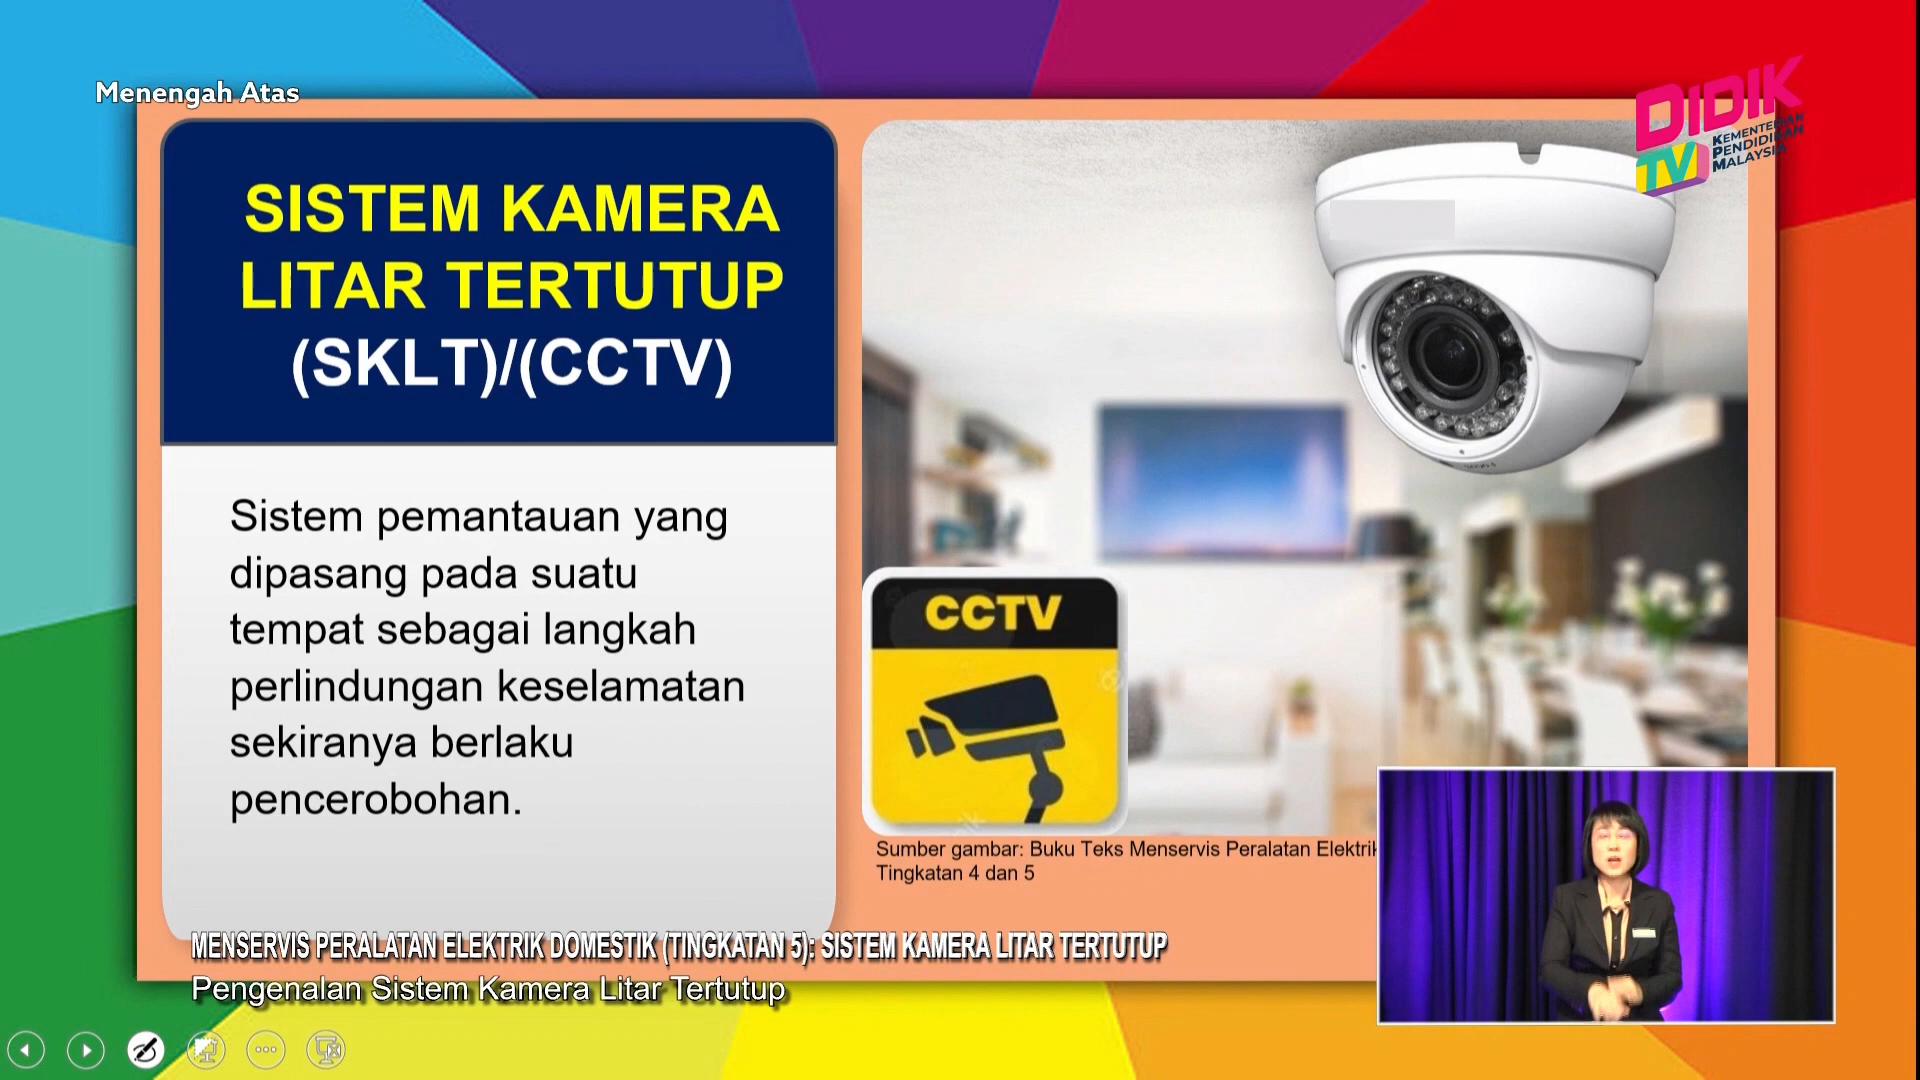 Menengah Atas
DIDIK
TV
KEMENTERIAN
PENDIDIKAN
MALAYSIA
SISTEM KAMERA
LITAR TERTUTUP
(SKLT)/(CCTV)
Sistem pemantauan yang
dipasang pada suatu
tempat sebagai langkah
perlindungan keselamatan
sekiranya berlaku
pencerobohan.
CCTV
Sumber gambar: Buku Teks Menservis Peralatan Elektrik
Tingkatan 4 dan 5
MENSERVIS PERALATAN ELEKTRIK DOMESTIK (TINGKATAN 5): SISTEM KAMERA LITAR TERTUTUP
Pengenalan Sistem Kamera Litar Tertutup